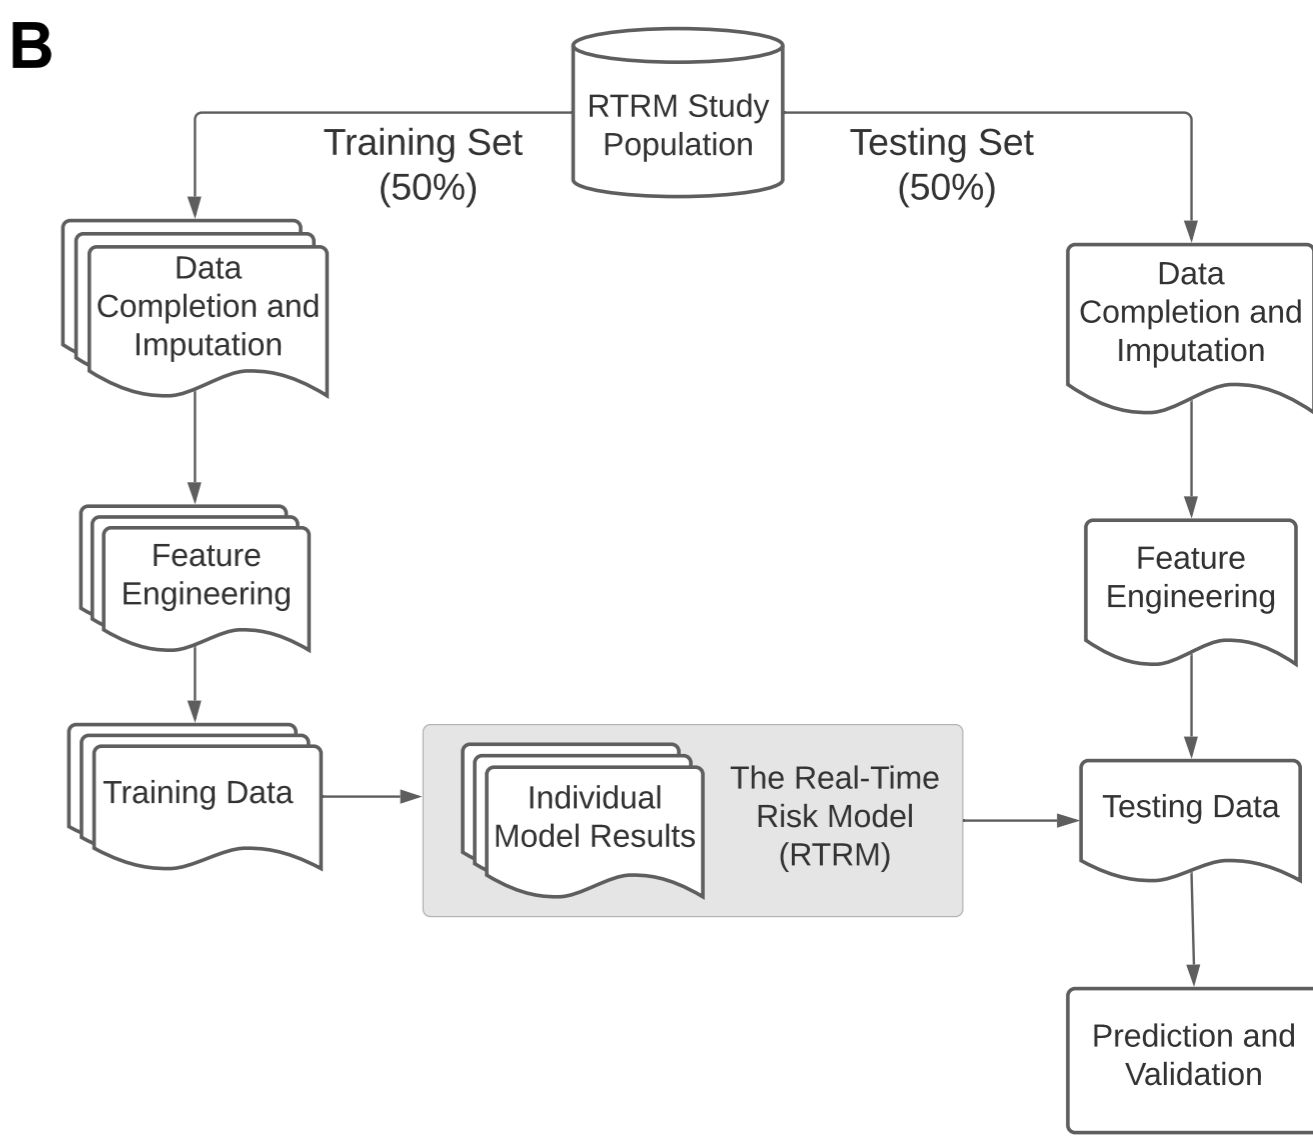 B
RTRM Study
Population
Training Set
(50%)
Testing Set
(50%)
Data
Completion and
Imputation
Data
Completion and
Imputation
Feature
Engineering
Feature
Engineering
Training Data
Individual
Model Results
The Real-Time
Risk Model
(RTRM)
Testing Data
Prediction and
Validation